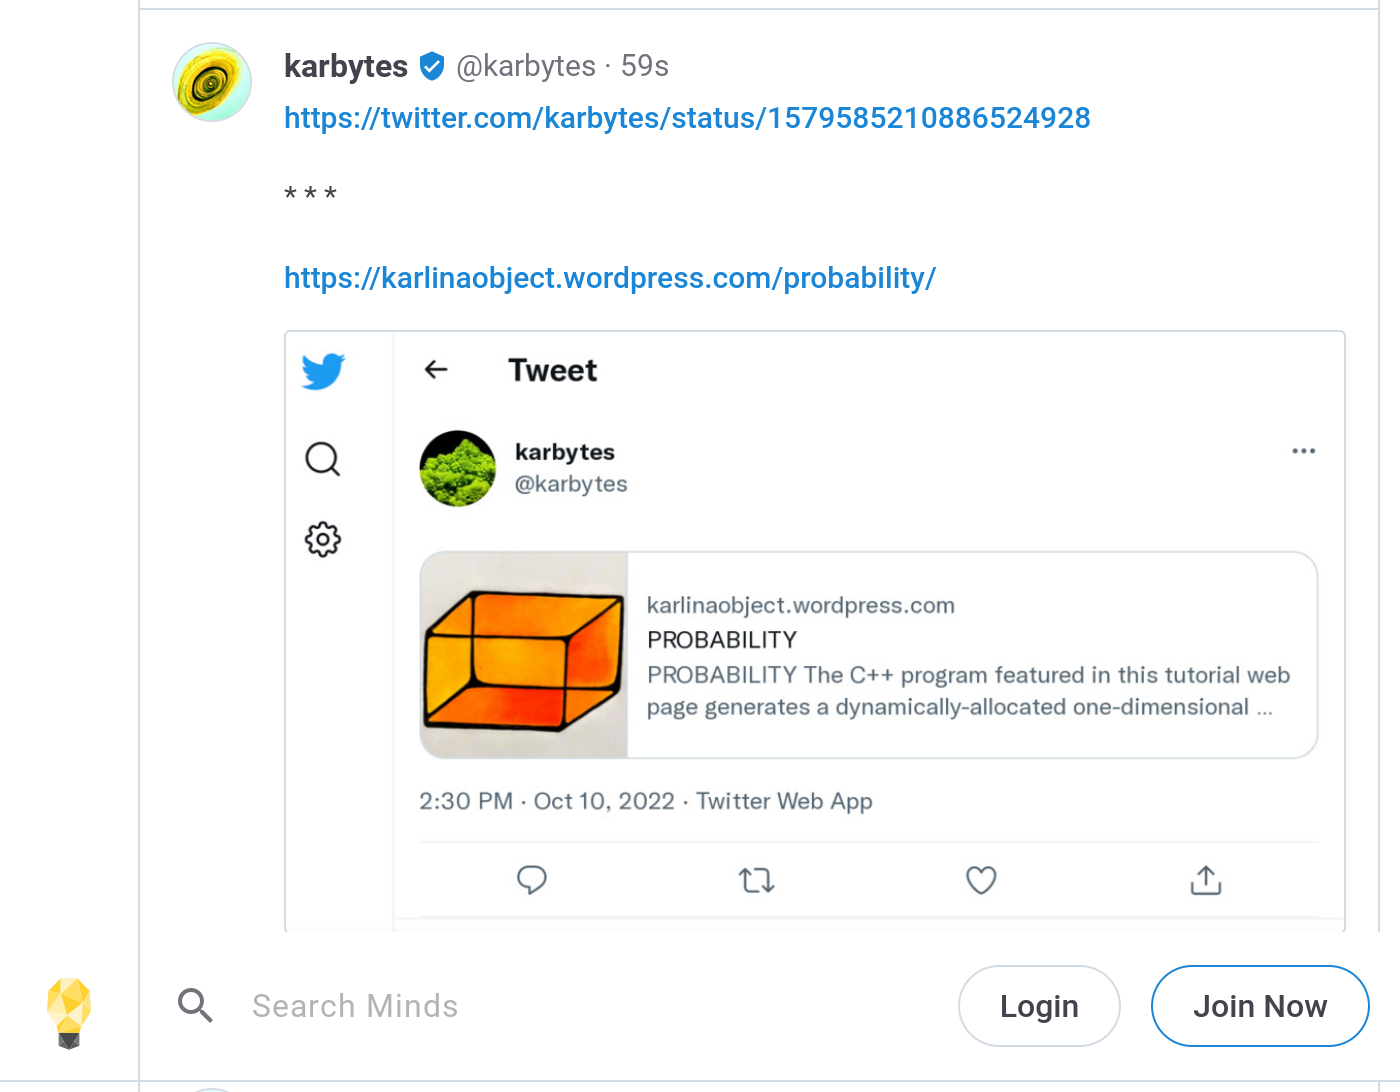 karbytes @karbytes · 59s
https://twitter.com/karbytes/status/1579585210886524928
* * *
https://karlinaobject.wordpress.com/probability/
Tweet
karbytes
@karbytes
karlinaobject.wordpress.com
PROBABILITY
PROBABILITY The C++ program featured in this tutorial web
page generates a dynamically-allocated one-dimensional ...
2:30 PM · Oct 10, 2022 · Twitter Web App
Search Minds
Login
Join Now